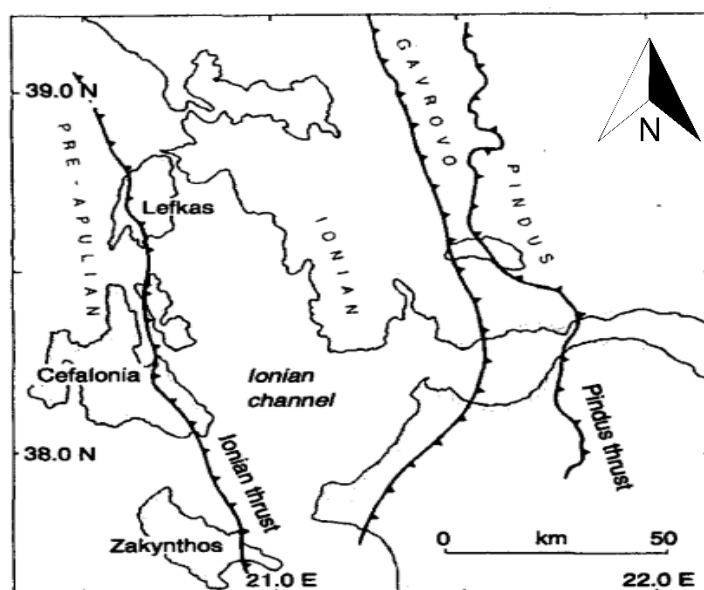 39.0 N
GAVROVO
PINDUS
N
PRE-APULIAN
Lefkas
IONIAN
Cefalonia
Ionian
channel
38.0 N
Ionian thrust
Pindus thrust
Zakynthos
0 km 50
21.0 E
22.0 E